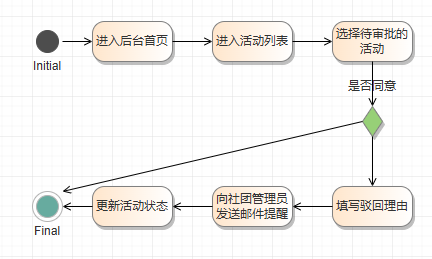 进入后台首页
进入活动列表
选择待审批的
活动
Initial
是否同意
更新活动状态
向社团管理员
发送邮件提醒
填写驳回理由
Final